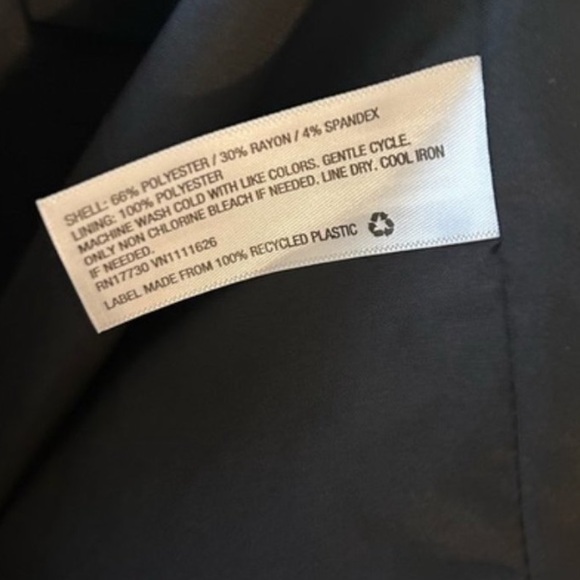 SHELL: 66% POLYESTER / 30% RAYON / 4% SPANDEX
LINING: 100% POLYESTER
MACHINE WASH COLD WITH LIKE COLORS. GENTLE CYCLE.
ONLY NON CHLORINE BLEACH IF NEEDED. LINE DRY. COOL IRON
IF NEEDED.
RN17730 VN1111626
LABEL MADE FROM 100% RECYCLED PLASTIC